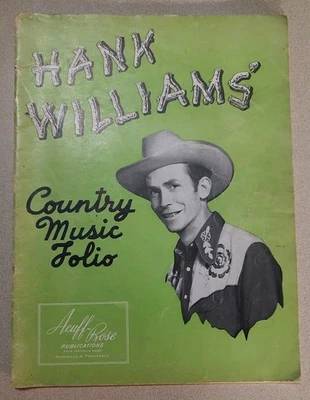 HANK
WILLIAMS'
Country
Music
Folio
Acuff-Rose
PUBLICATIONS